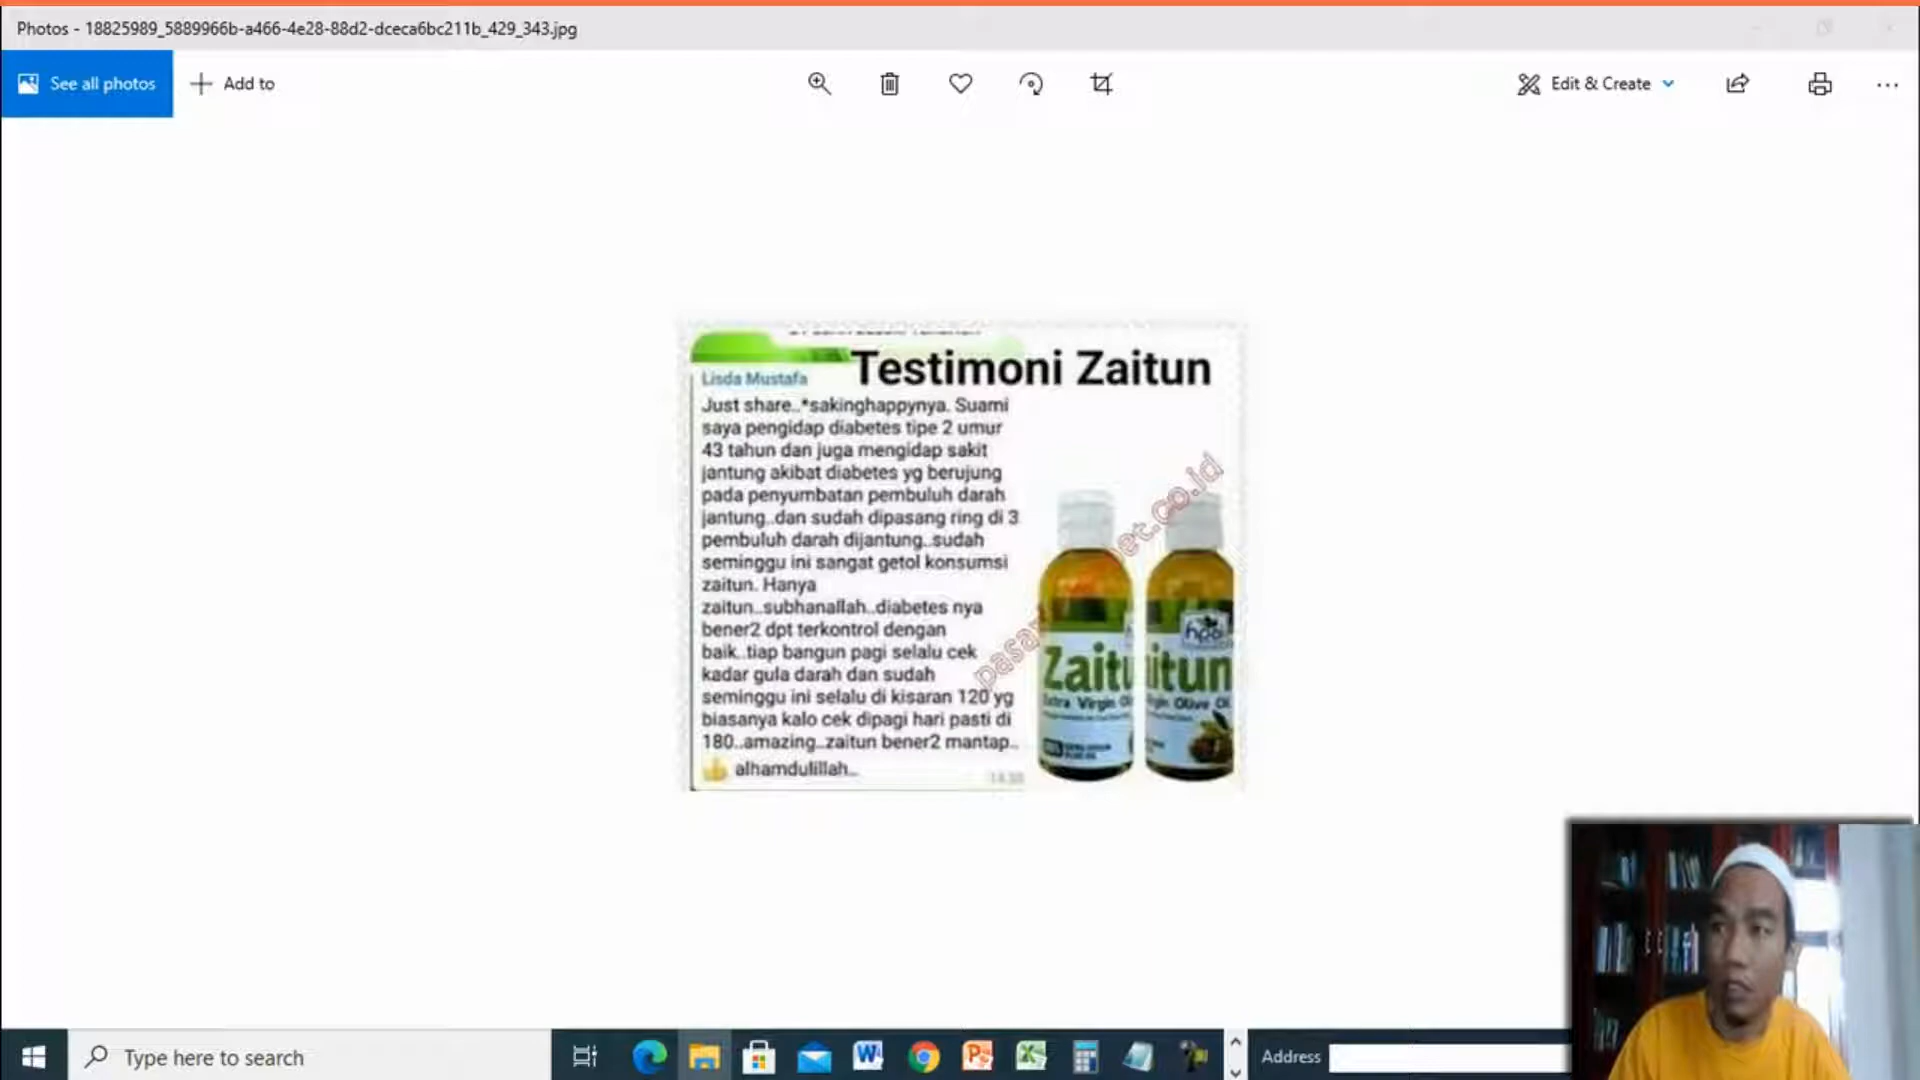 Photos - 18825989_5889966b-a466-4e28-88d2-dceca6bc211b_429_343.jpg
See all photos
Add to
Edit & Create
Testimoni Zaitun
Lisda Mustafa
Just share..*sakinghappynya. Suami
saya pengidap diabetes tipe 2 umur
43 tahun dan juga mengidap sakit
jantung akibat diabetes yg berujung
pada penyumbatan pembuluh darah
jantung..dan sudah dipasang ring di 3
pembuluh darah dijantung..sudah
seminggu ini sangat getol konsumsi
zaitun. Hanya
zaitun..subhanallah..diabetes nya
bener2 dpt terkontrol dengan
baik..tiap bangun pagi selalu cek
kadar gula darah dan sudah
seminggu ini selalu di kisaran 120 yg
biasanya kalo cek dipagi hari pasti di
180..amazing..zaitun bener2 mantap..
alhamdulillah..
hpai
Zaitu
itun
Extra Virgin Ol
Virgin Olive Oil
Type here to search
Address